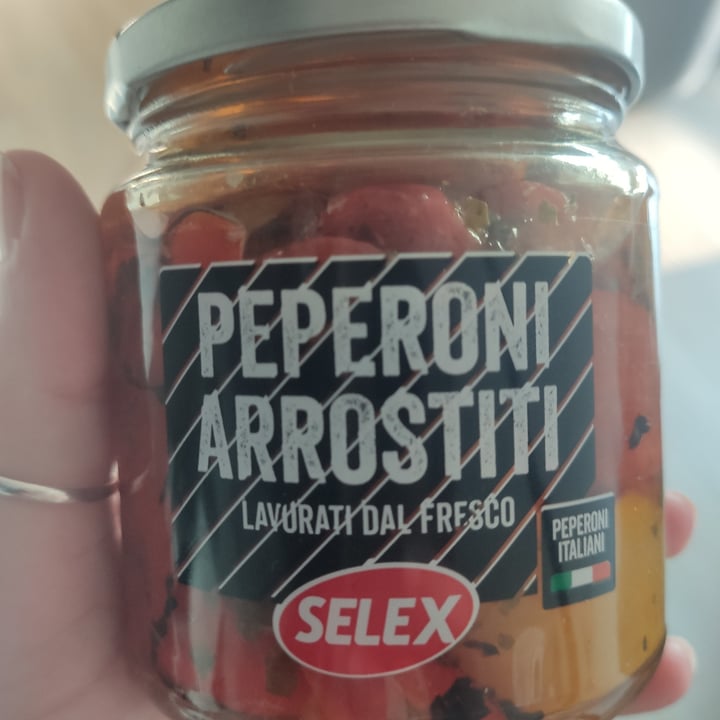 PEPERONI
ARROSTITI
LAVORATI DAL FRESCO
PEPERONI
ITALIANI
SELEX